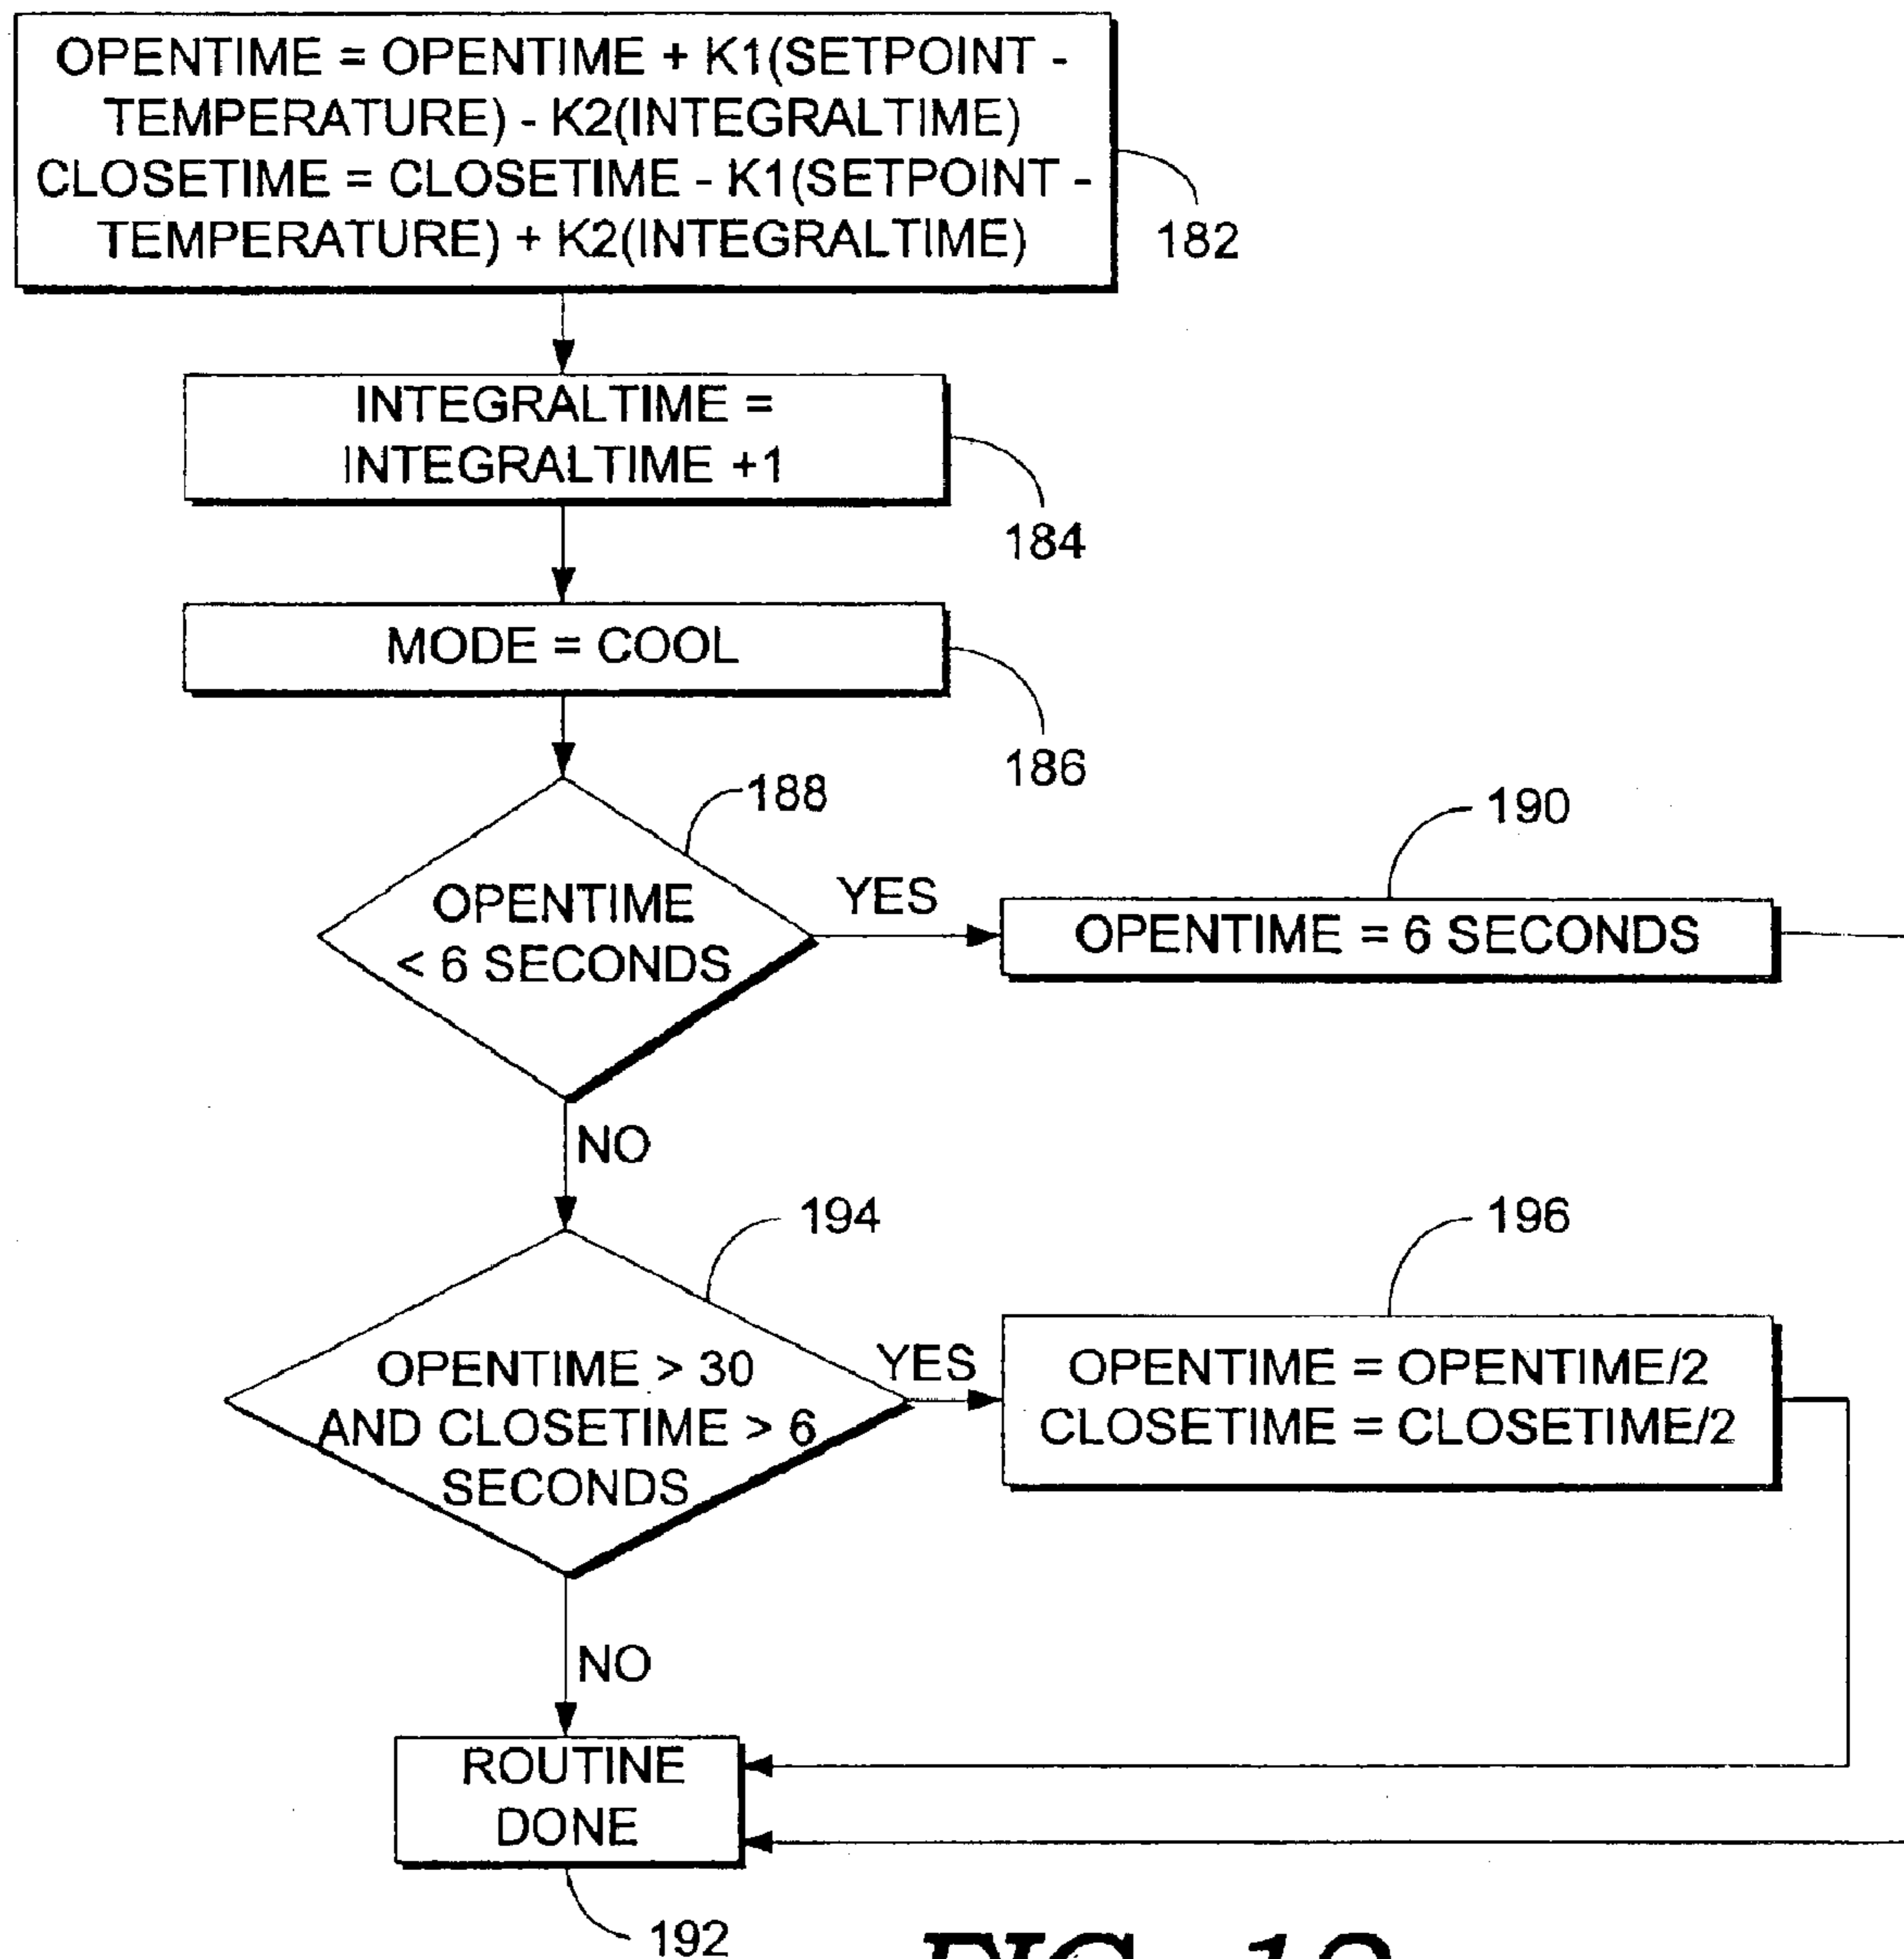 OPENTIME = OPENTIME + K1(SETPOINT -
TEMPERATURE) - K2(INTEGRALTIME)
CLOSETIME = CLOSETIME - K1(SETPOINT -
TEMPERATURE) + K2(INTEGRALTIME)
182
INTEGRALTIME =
INTEGRALTIME +1
184
MODE = COOL
186
188
OPENTIME
< 6 SECONDS
YES
190
OPENTIME = 6 SECONDS
NO
194
OPENTIME > 30
AND CLOSETIME > 6
SECONDS
YES
196
OPENTIME = OPENTIME/2
CLOSETIME = CLOSETIME/2
NO
ROUTINE
DONE
192
FIG.